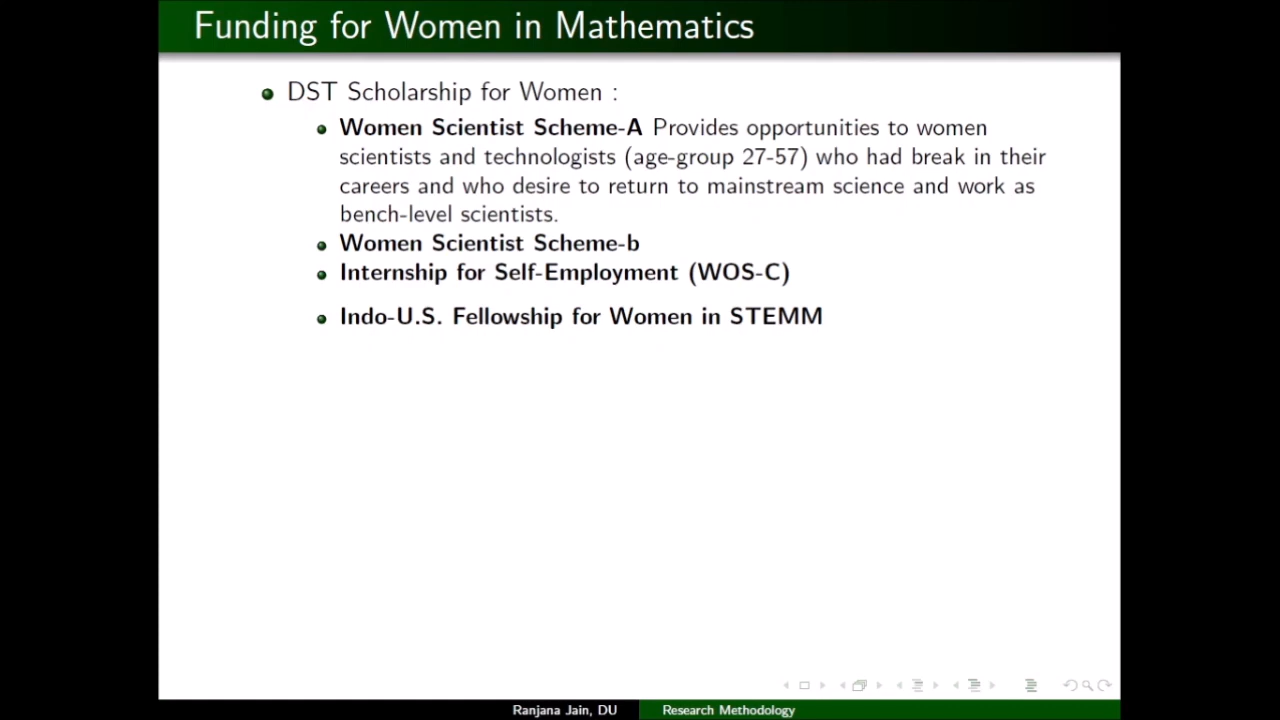 Funding for Women in Mathematics
DST Scholarship for Women :
Women Scientist Scheme-A Provides opportunities to women
scientists and technologists (age-group 27-57) who had break in their
careers and who desire to return to mainstream science and work as
bench-level scientists.
Women Scientist Scheme-b
Internship for Self-Employment (WOS-C)
Indo-U.S. Fellowship for Women in STEMM
Ranjana Jain, DU
Research Methodology